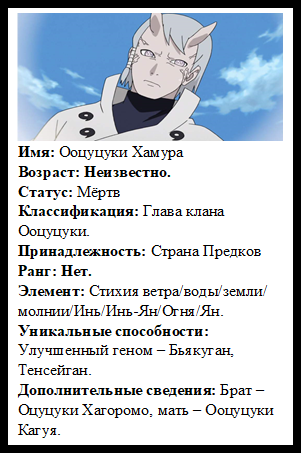 Имя: Ооцуцуки Хамура
Возраст: Неизвестно.
Статус: Мёртв
Классификация: Глава клана
Ооцуцуки.
Принадлежность: Страна Предков
Ранг: Нет.
Элемент: Стихия ветра/воды/земли/
молнии/Инь/Инь-Ян/Огня/Ян.
Уникальные способности:
Улучшенный геном – Бьякуган,
Тенсейган.
Дополнительные сведения: Брат –
Оцуцуки Хагоромо, мать – Ооцуцуки
Кагуя.